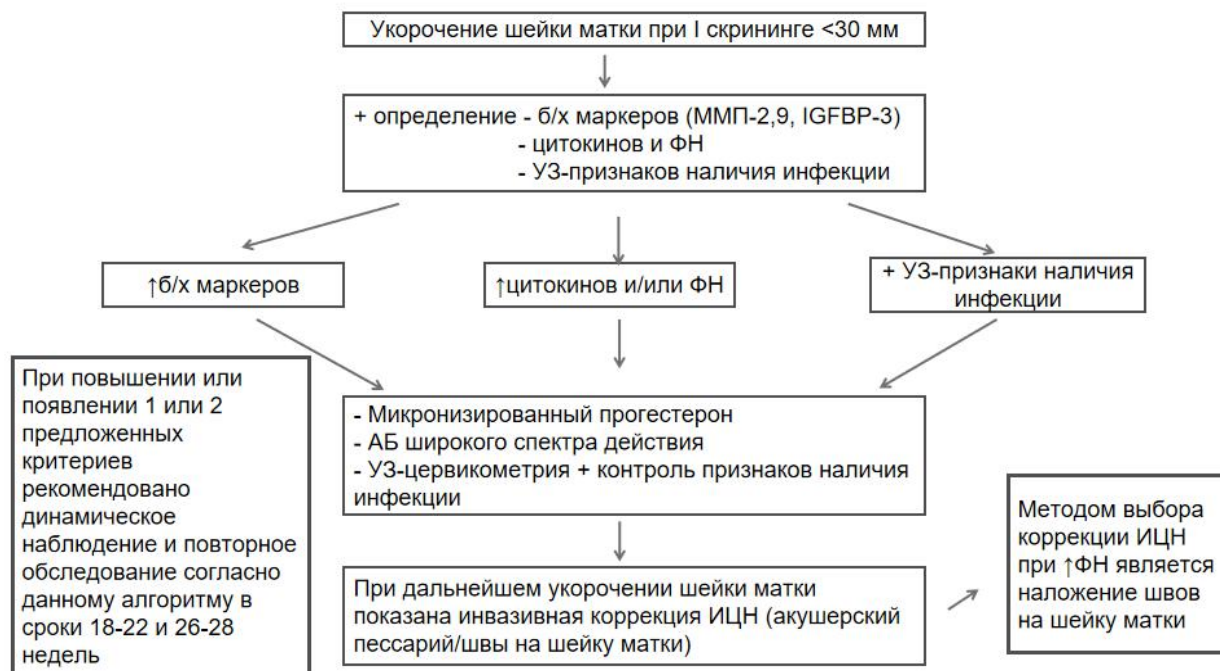 Укорочение шейки матки при I скрининге <30 мм
+ определение - б/х маркеров (ММП-2,9, IGFBP-3)
- цитокинов и ФН
- УЗ-признаков наличия инфекции
↑б/х маркеров
↑цитокинов и/или ФН
+ УЗ-признаки наличия
инфекции
При повышении или
появлении 1 или 2
предложенных
критериев
рекомендовано
динамическое
наблюдение и повторное
обследование согласно
данному алгоритму в
сроки 18-22 и 26-28
недель
- Микронизированный прогестерон
- АБ широкого спектра действия
- УЗ-цервикометрия + контроль признаков наличия
инфекции
При дальнейшем укорочении шейки матки
показана инвазивная коррекция ИЦН (акушерский
пессарий/швы на шейку матки)
Методом выбора
коррекции ИЦН
при ↑ФН является
наложение швов
на шейку матки